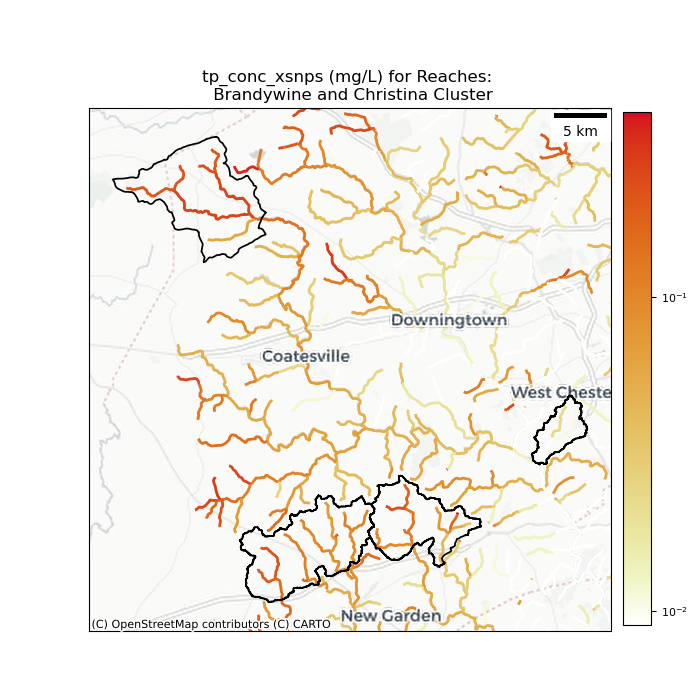 tp_conc_xsnps (mg/L) for Reaches:
Brandywine and Christina Cluster
5 km
10⁻¹
Downingtown
Coatesville
West Cheste
10⁻²
New Garden
(C) OpenStreetMap contributors (C) CARTO